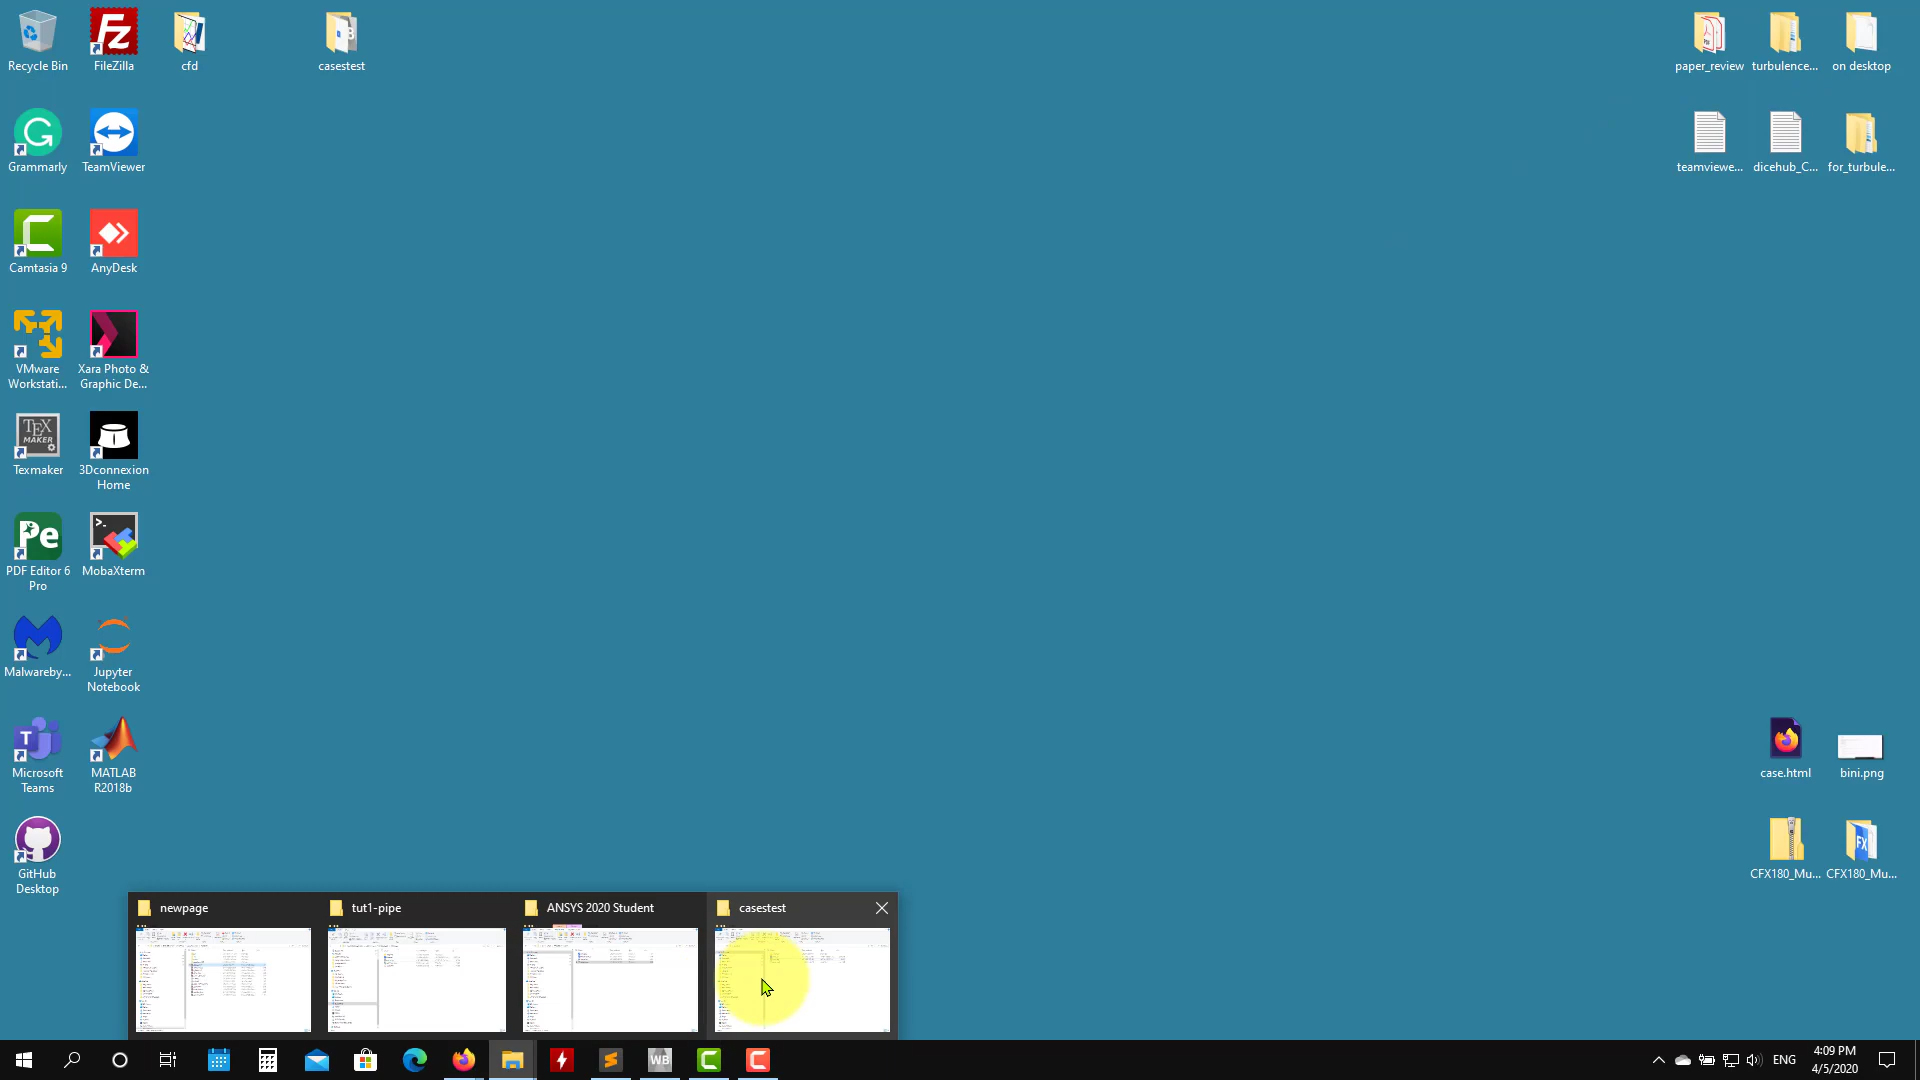 Recycle Bin
FileZilla
cfd
casestest
paper_review
turbulence...
on desktop
Grammarly
TeamViewer
teamviewe...
dicehub_C...
for_turbule...
Camtasia 9
AnyDesk
VMware
Workstati...
Xara Photo &
Graphic De...
TEX
MAKER
Texmaker
3Dconnexion
Home
Pe
PDF Editor 6
Pro
MobaXterm
Malwareby...
Jupyter
Notebook
Microsoft
Teams
MATLAB
R2018b
case.html
bini.png
GitHub
Desktop
CFX180_Mu...
CFX180_Mu...
newpage
tut1-pipe
ANSYS 2020 Student
casestest
WB
ENG
4:09 PM
4/5/2020